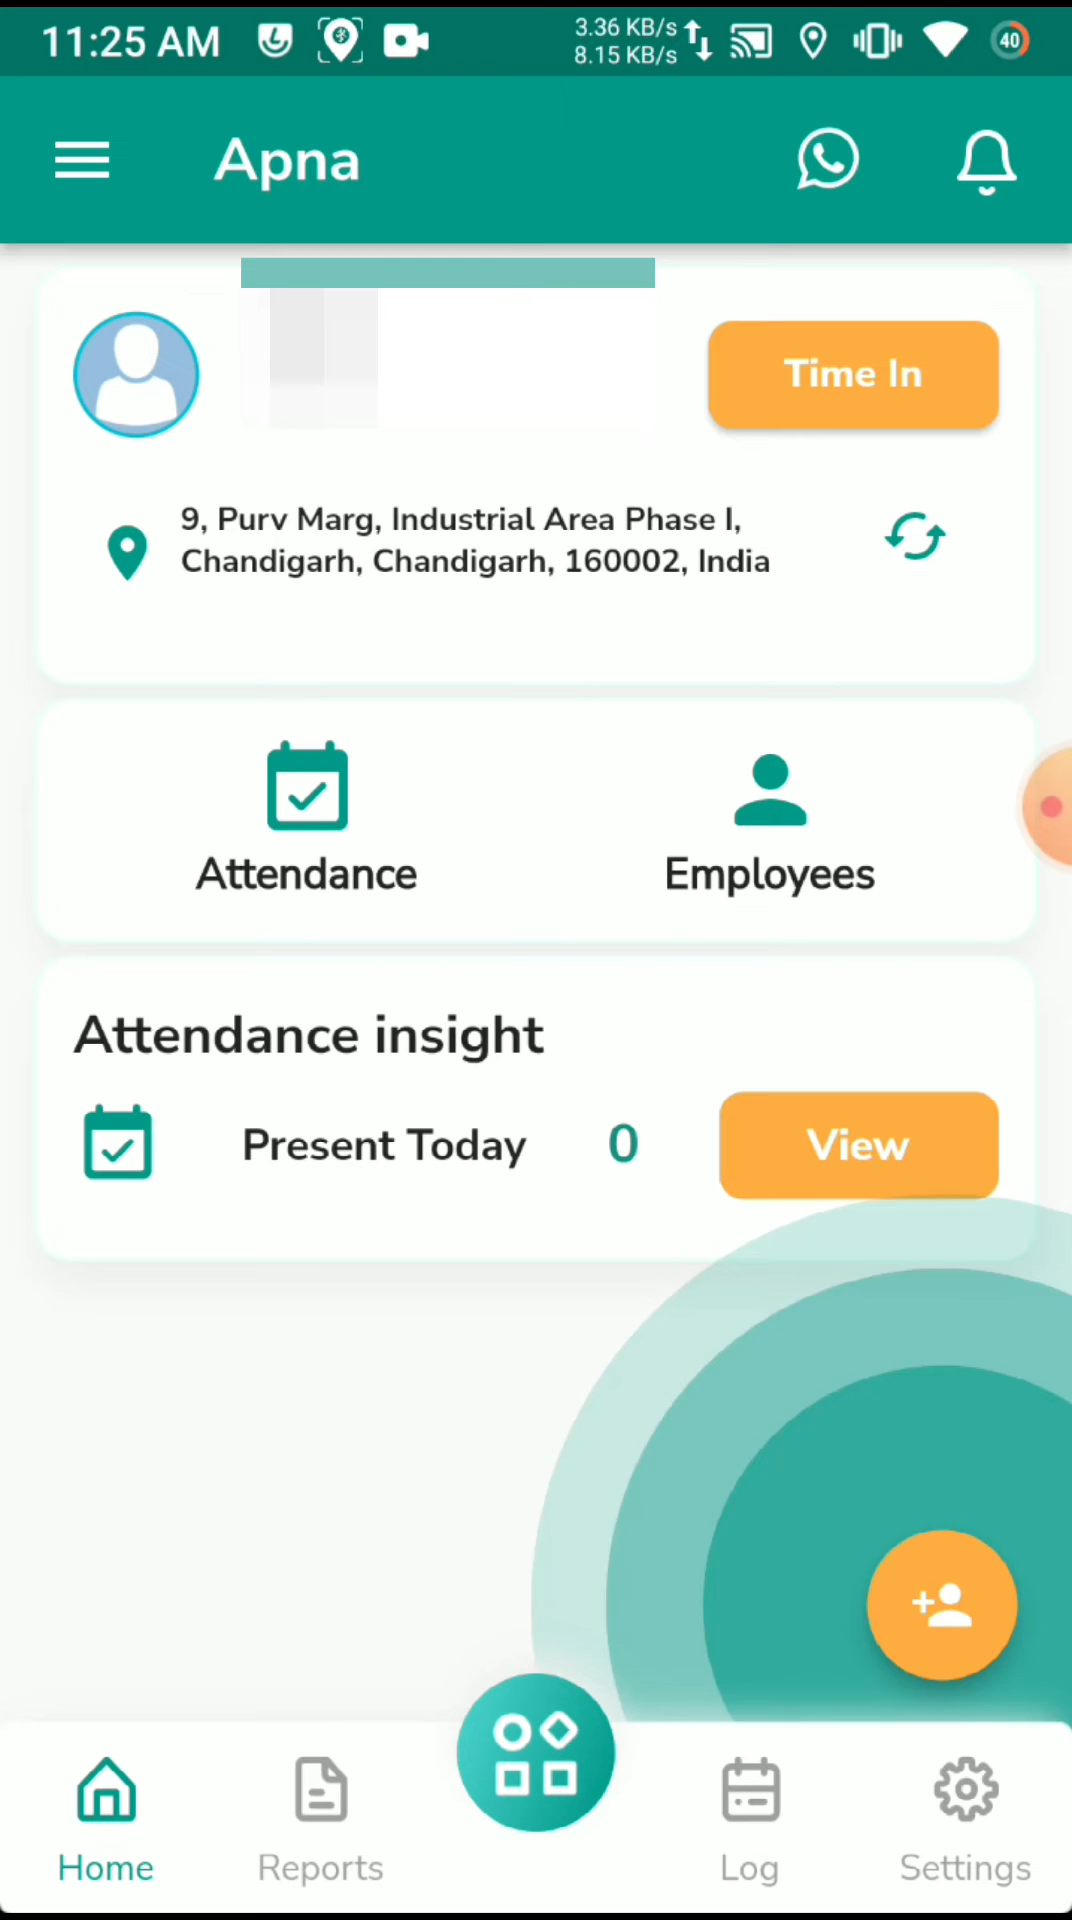 11:25 AM
3.36 KB/s
8.15 KB/s
40
Apna
Time In
9, Purv Marg, Industrial Area Phase I,
Chandigarh, Chandigarh, 160002, India
Attendance
Employees
Attendance insight
Present Today 0
View
Home
Reports
Log
Settings